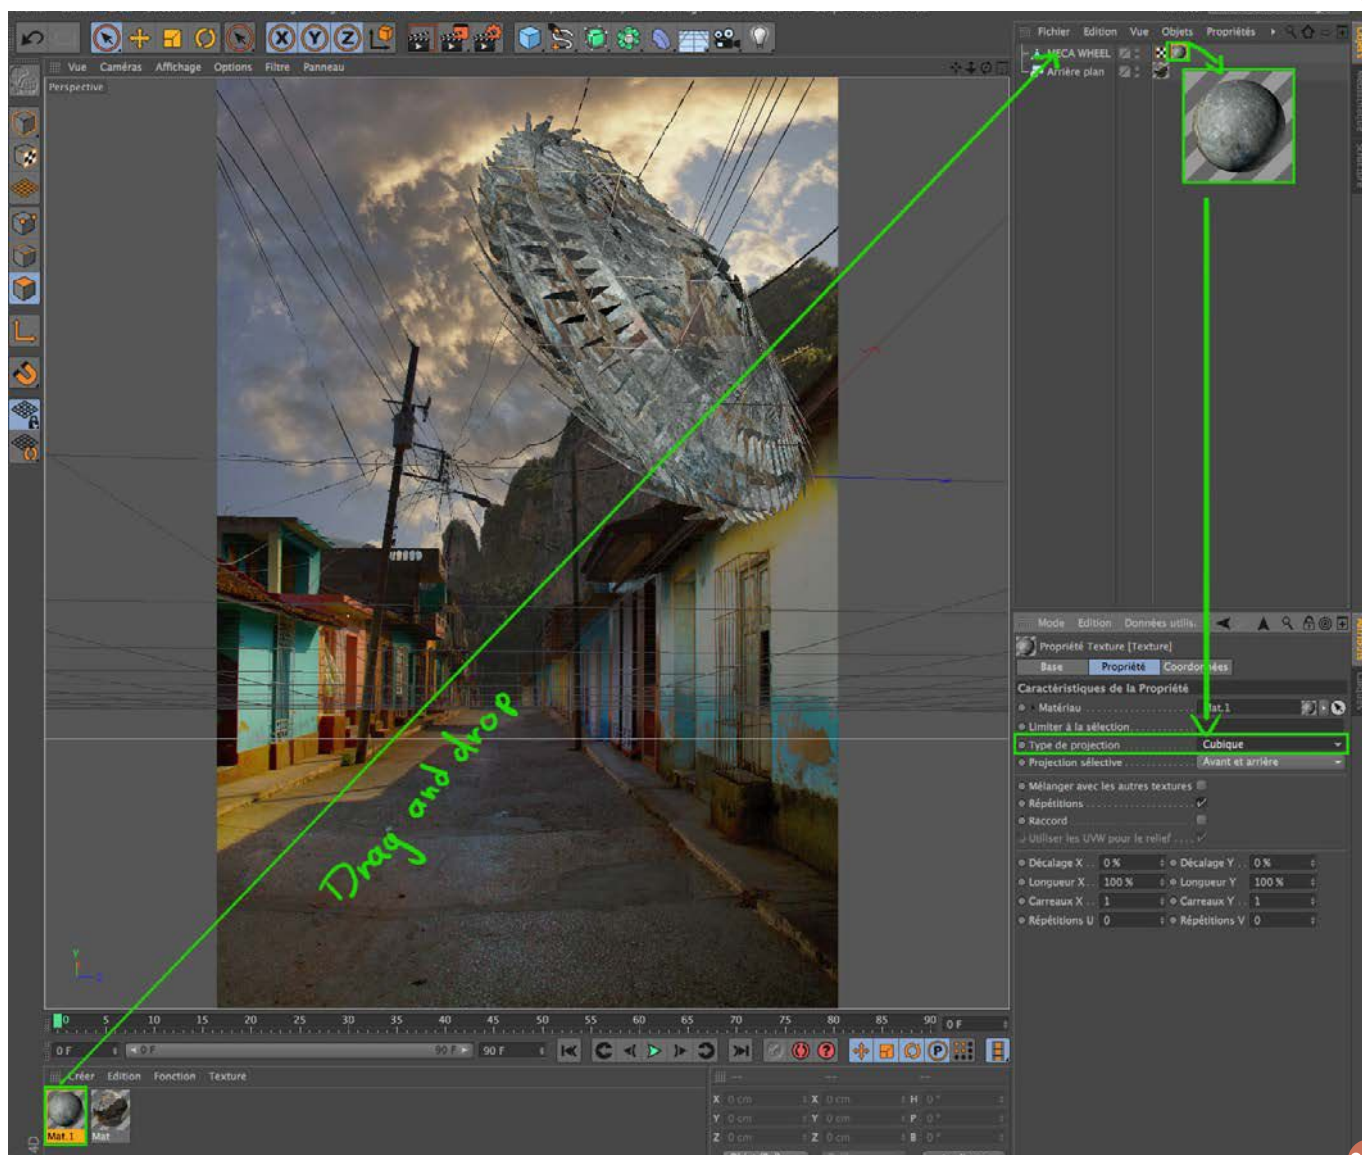 X Y Z
Fichier Edition Vue Objets Propriétés
Vue Caméras Affichage Options Filtre Panneau
MECA WHEEL
Arrière plan
Perspective
Drag and drop
Mode Edition Données utilis.
Propriété Texture [Texture]
Base Propriété Coordonnées
Caractéristiques de la Propriété
Matériau Mat.1
Limiter à la sélection
Type de projection Cubique
Projection sélective Avant et arrière
Mélanger avec les autres textures
Répétitions
Raccord
Utiliser les UVW pour le relief
Décalage X 0 % Décalage Y 0 %
Longueur X 100 % Longueur Y 100 %
Carreaux X 1 Carreaux Y 1
Répétitions U 0 Répétitions V 0
Y
0 5 10 15 20 25 30 35 40 45 50 55 60 65 70 75 80 85 90 0 F
0 F 0 F 90 F 90 F
Créer Edition Fonction Texture
Mat.1 Mat
X 0 cm X 0 cm H 0 °
Y 0 cm Y 0 cm P 0 °
Z 0 cm Z 0 cm B 0 °
4D